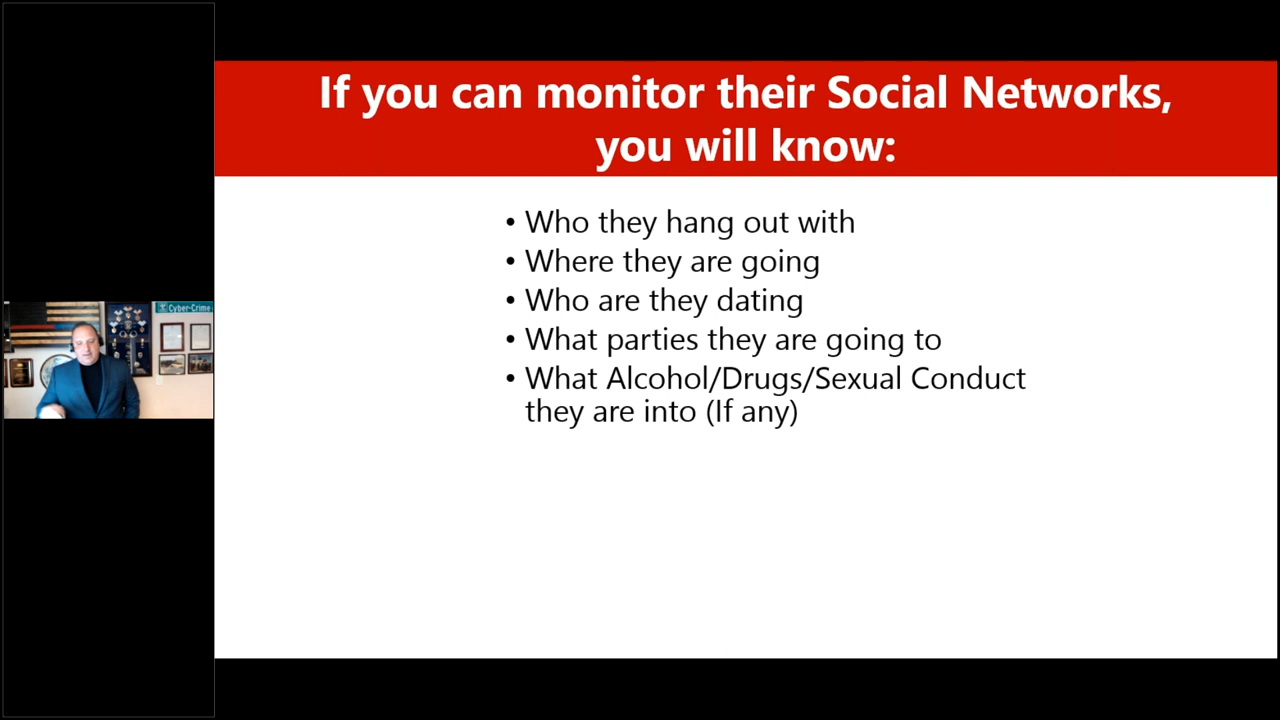 If you can monitor their Social Networks,
you will know:
• Who they hang out with
• Where they are going
• Who are they dating
• What parties they are going to
• What Alcohol/Drugs/Sexual Conduct
they are into (If any)
Cyber-Crime